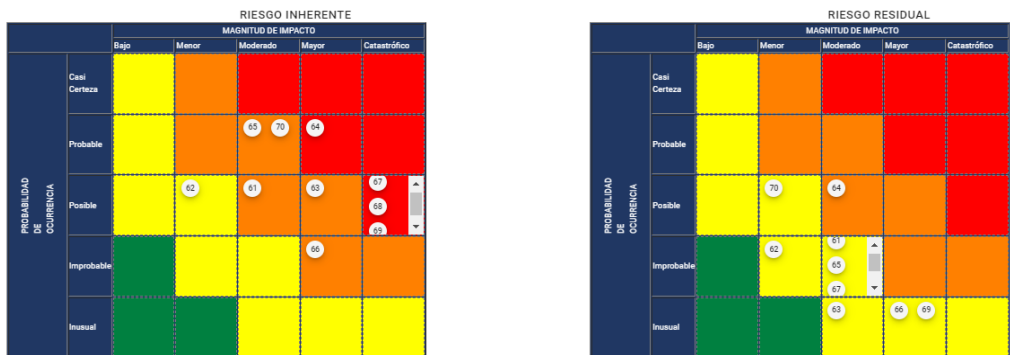 RIESGO INHERENTE
MAGNITUD DE IMPACTO
Bajo Menor Moderado Mayor Catastrófico
PROBABILIDAD
DE
OCURRENCIA
Casi
Certeza
Probable
65 70 64
Posible
62 61 63 67
68
69
Improbable
66
Inusual
RIESGO RESIDUAL
MAGNITUD DE IMPACTO
Bajo Menor Moderado Mayor Catastrófico
PROBABILIDAD
DE
OCURRENCIA
Casi
Certeza
Probable
Posible
70 64
Improbable
62 61
65
67
Inusual
63 66 69